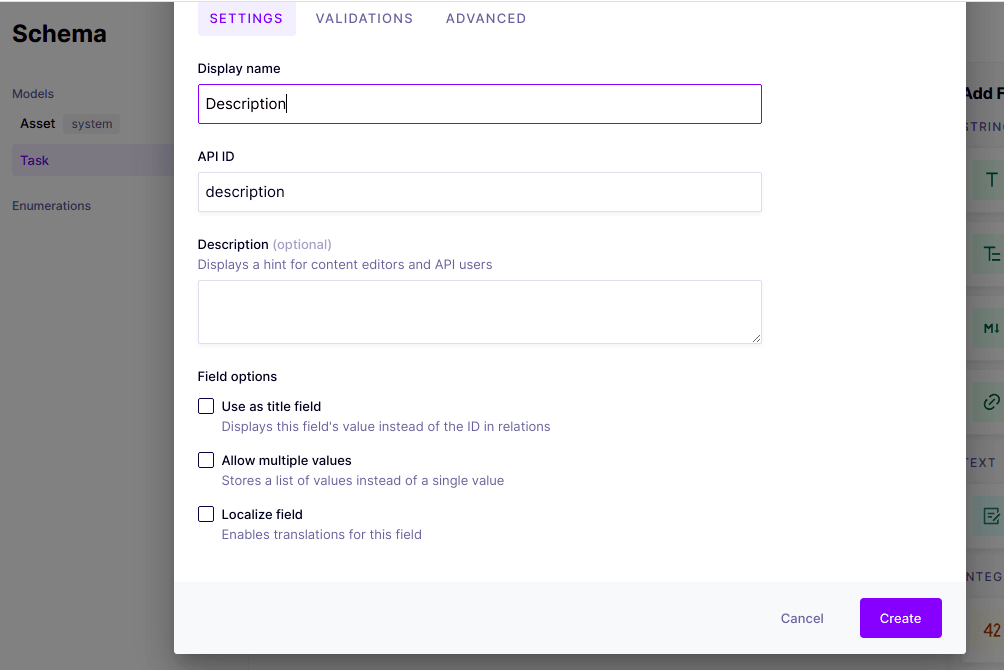 SETTINGS VALIDATIONS ADVANCED
Schema
Display name
Description
Models
Asset system
Task
Enumerations
API ID
description
Description (optional)
Displays a hint for content editors and API users
Field options
Use as title field
Displays this field's value instead of the ID in relations
Allow multiple values
Stores a list of values instead of a single value
Localize field
Enables translations for this field
Cancel Create
Add F
STRING
T
T
M↓
TEXT
INTEG
42